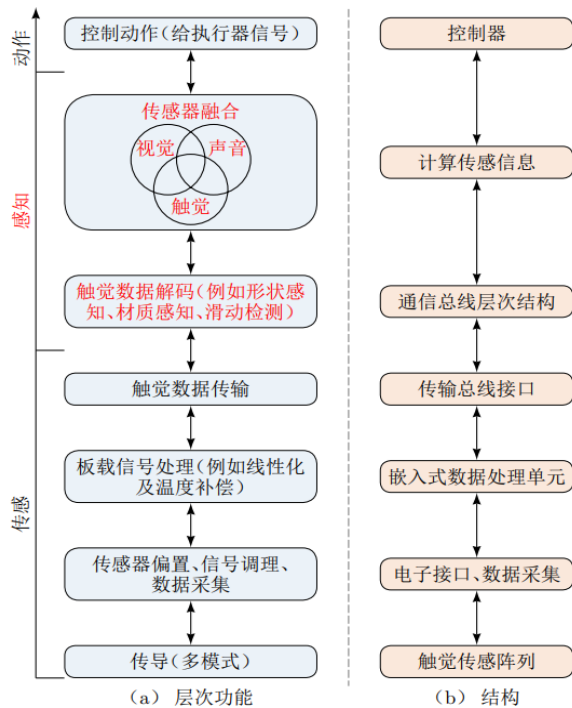 动作
控制动作(给执行器信号)
感知
传感器融合
视觉
声音
触觉
触觉数据解码(例如形状感
知、材质感知、滑动检测)
传感
触觉数据传输
板载信号处理(例如线性化
及温度补偿)
传感器偏置、信号调理、
数据采集
传导(多模式)
(a) 层次功能
控制器
计算传感信息
通信总线层次结构
传输总线接口
嵌入式数据处理单元
电子接口、数据采集
触觉传感阵列
(b) 结构